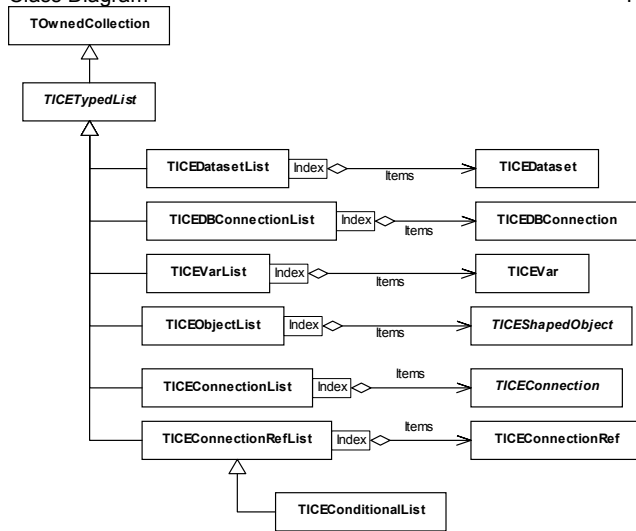 Class Diagram
TOwnedCollection
TICETypedList
TICEDatasetList Index Items TICEDataset
TICEDBConnectionList Index Items TICEDBConnection
TICEVarList Index Items TICEVar
TICEObjectList Index Items TICEShapedObject
TICEConnectionList Index Items TICEConnection
TICEConnectionRefList Index Items TICEConnectionRef
TICEConditionalList